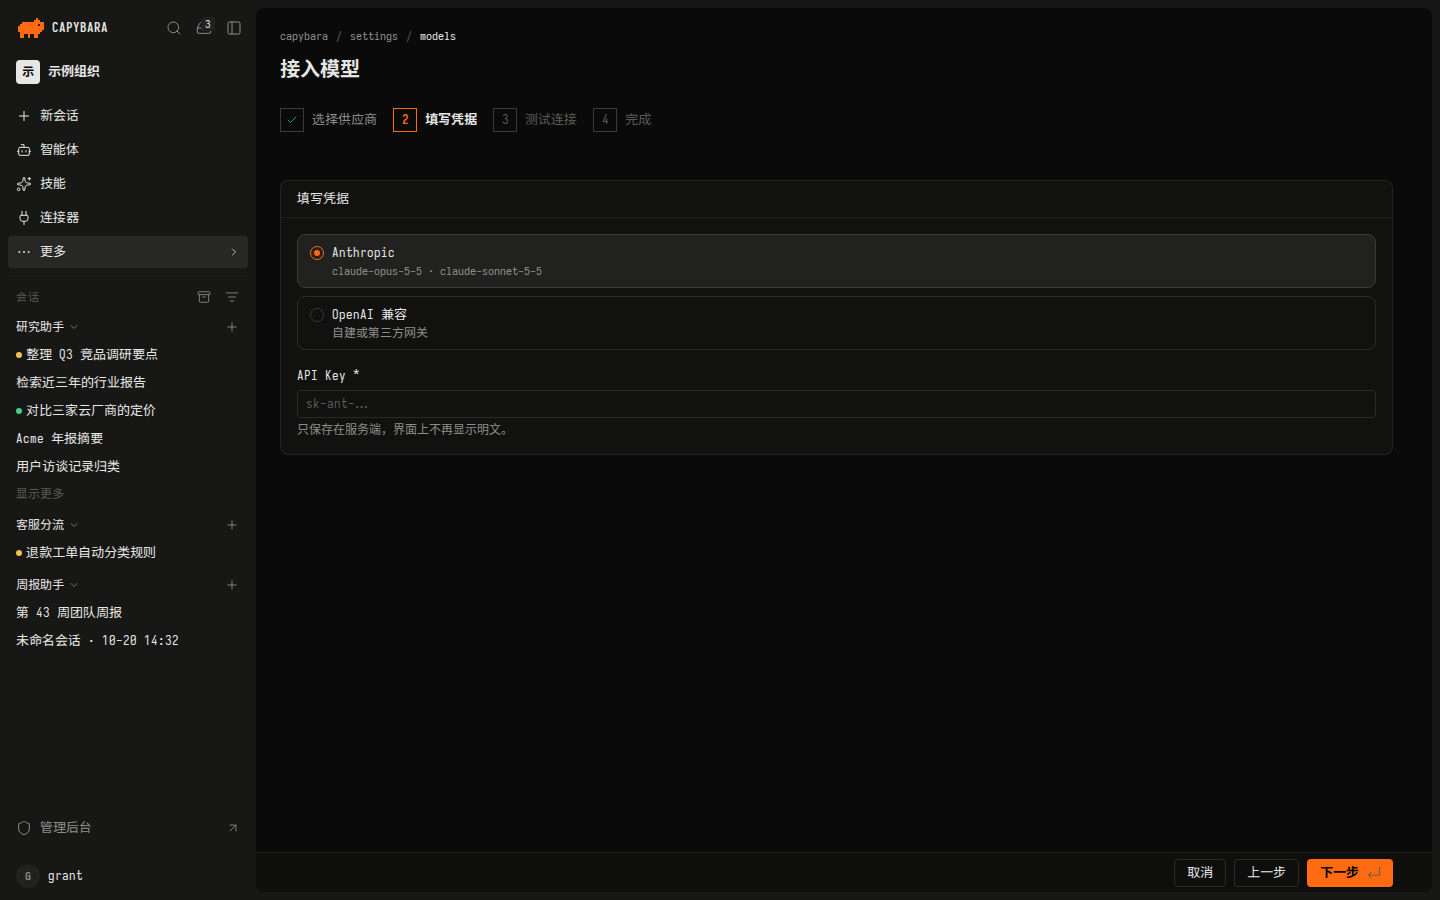 CAPYBARA
3
示 示例组织
新会话
智能体
技能
连接器
更多
会话
研究助手
整理 Q3 竞品调研要点
检索近三年的行业报告
对比三家云厂商的定价
Acme 年报摘要
用户访谈记录归类
显示更多
客服分流
退款工单自动分类规则
周报助手
第 43 周团队周报
未命名会话 · 10-20 14:32
管理后台
G grant
capybara / settings / models
接入模型
选择供应商 2 填写凭据 3 测试连接 4 完成
填写凭据
Anthropic
claude-opus-5-5 · claude-sonnet-5-5
OpenAI 兼容
自建或第三方网关
API Key *
sk-ant-...
只保存在服务端，界面上不再显示明文。
取消 上一步 下一步